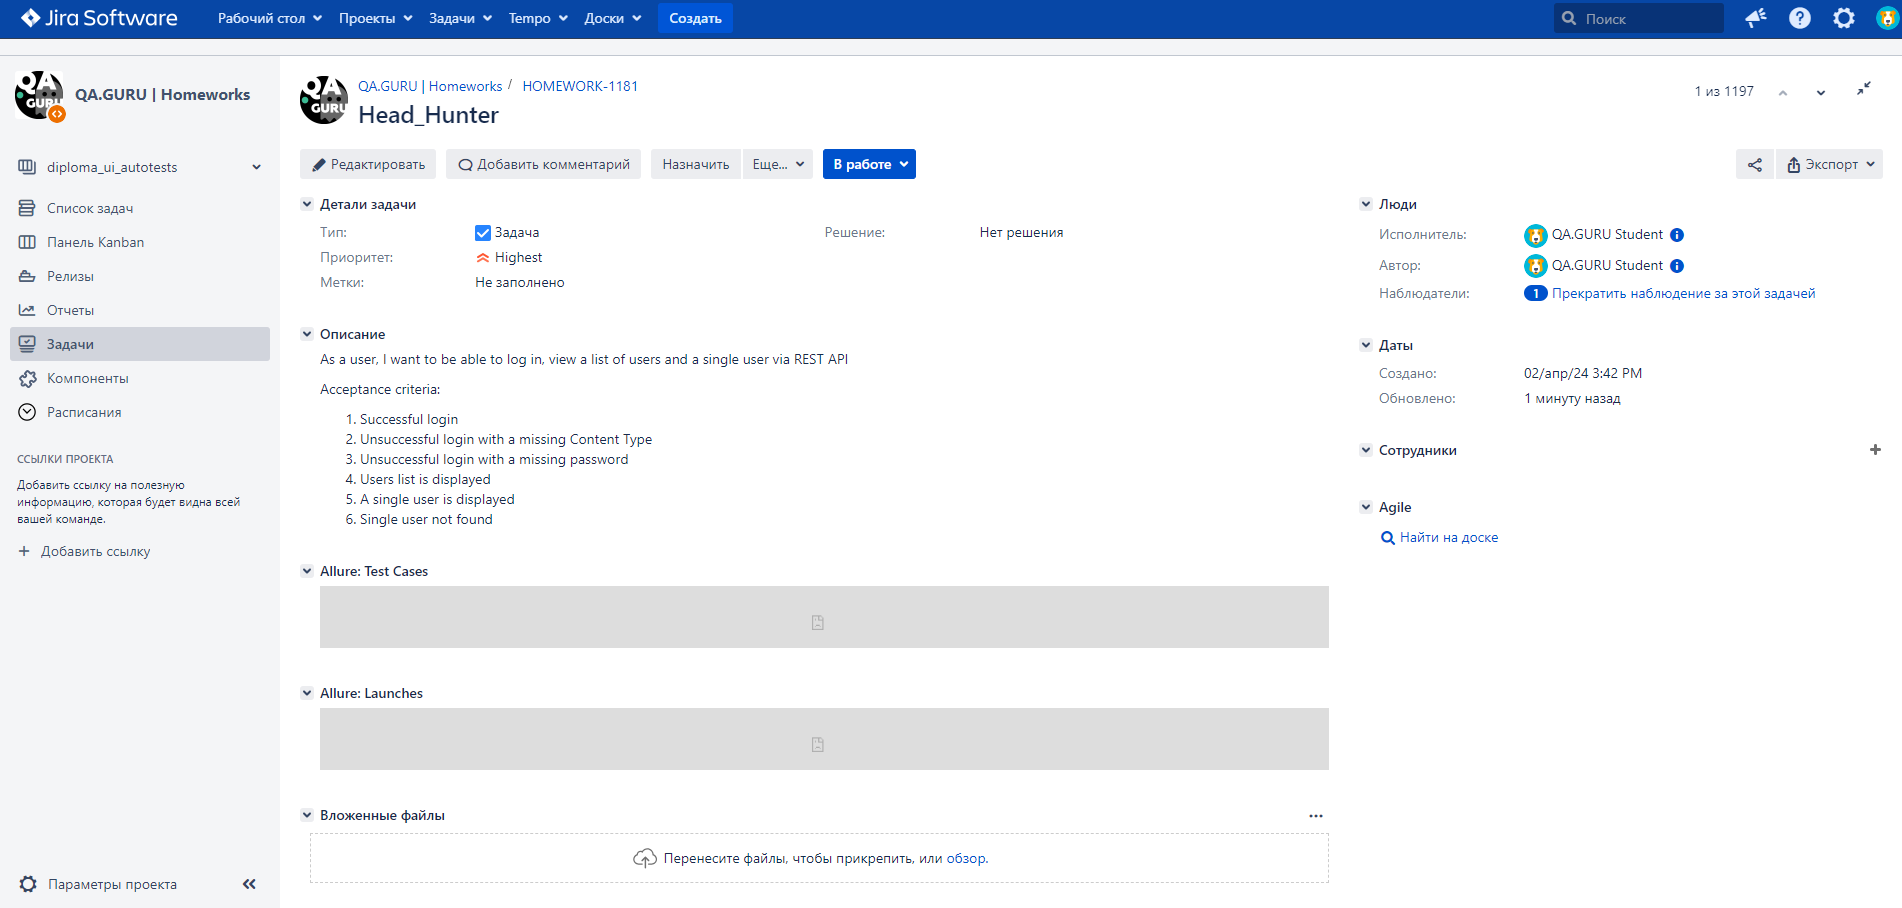 Jira Software
Рабочий стол Проекты Задачи Tempo Доски Создать Поиск
QA GURU
QA.GURU | Homeworks
diploma_ui_autotests
Список задач
Панель Kanban
Релизы
Отчеты
Задачи
Компоненты
Расписания
ССЫЛКИ ПРОЕКТА
Добавить ссылку на полезную
информацию, которая будет видна всей
вашей команде.
Добавить ссылку
Параметры проекта
QA GURU
QA.GURU | Homeworks / HOMEWORK-1181
Head_Hunter
1 из 1197
Редактировать Добавить комментарий Назначить Еще... В работе Экспорт
Детали задачи
Тип: Задача Решение: Нет решения
Приоритет: Highest
Метки: Не заполнено
Описание
As a user, I want to be able to log in, view a list of users and a single user via REST API
Acceptance criteria:
1. Successful login
2. Unsuccessful login with a missing Content Type
3. Unsuccessful login with a missing password
4. Users list is displayed
5. A single user is displayed
6. Single user not found
Allure: Test Cases
Allure: Launches
Вложенные файлы
Перенесите файлы, чтобы прикрепить, или обзор.
Люди
Исполнитель: QA.GURU Student
Автор: QA.GURU Student
Наблюдатели: 1 Прекратить наблюдение за этой задачей
Даты
Создано: 02/апр/24 3:42 PM
Обновлено: 1 минуту назад
Сотрудники
Agile
Найти на доске